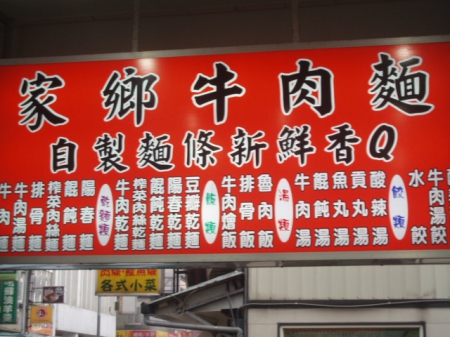 家鄉牛肉麵
自製麵條新鮮香Q
牛肉麵
牛肉湯麵
排骨麵
榨菜肉絲麵
餛飩麵
陽春麵
乾麵類
牛肉乾麵
榨菜肉絲乾麵
餛飩乾麵
陽春乾麵
豆瓣乾麵
飯類
牛肉燴飯
排骨飯
魯肉飯
湯類
牛肉湯
餛飩湯
魚丸湯
貢丸湯
酸辣湯
餃類
水餃
牛肉湯餃
各式小菜